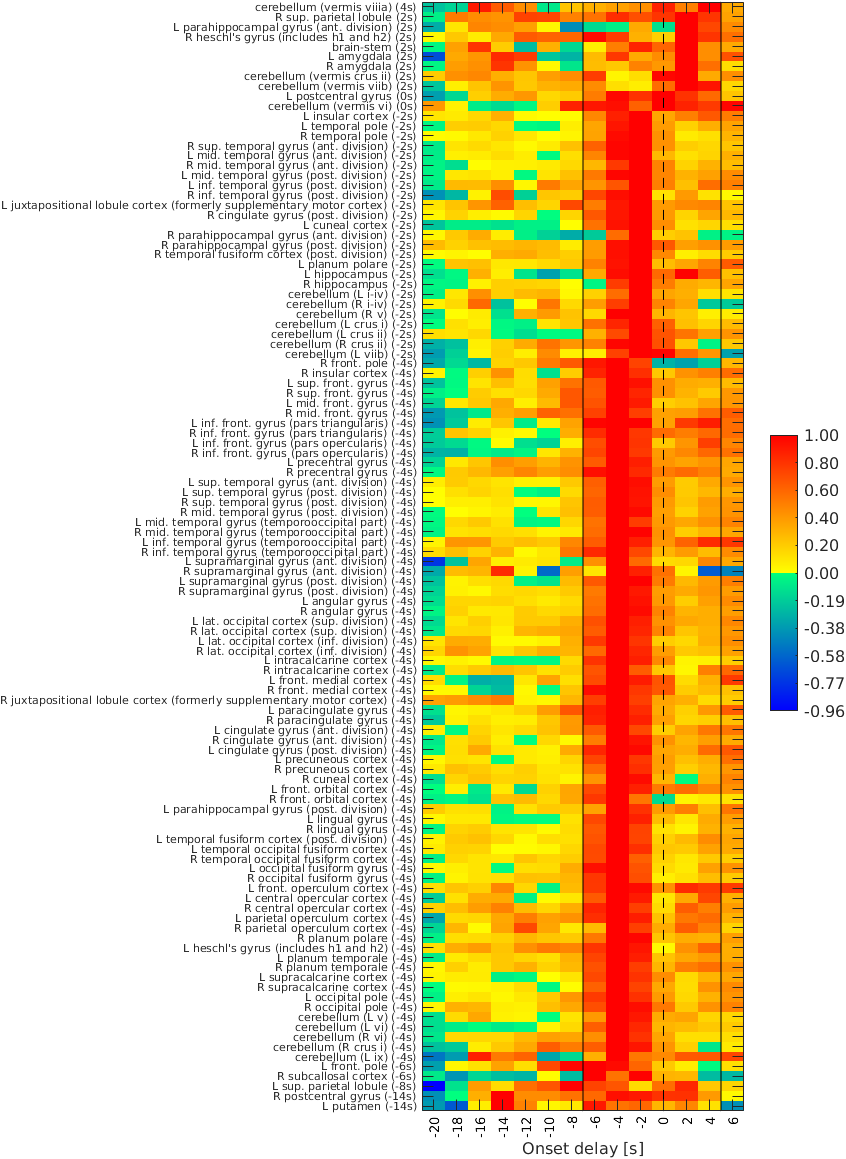 cerebellum (vermis viiia) (4s)
R sup. parietal lobule (2s)
L parahippocampal gyrus (ant. division) (2s)
R heschl's gyrus (includes h1 and h2) (2s)
brain-stem (2s)
L amygdala (2s)
R amygdala (2s)
cerebellum (vermis crus ii) (2s)
cerebellum (vermis viib) (2s)
L postcentral gyrus (0s)
cerebellum (vermis vi) (0s)
L insular cortex (-2s)
L temporal pole (-2s)
R temporal pole (-2s)
R sup. temporal gyrus (ant. division) (-2s)
L mid. temporal gyrus (ant. division) (-2s)
R mid. temporal gyrus (ant. division) (-2s)
L mid. temporal gyrus (post. division) (-2s)
L inf. temporal gyrus (post. division) (-2s)
R inf. temporal gyrus (post. division) (-2s)
L juxtapositional lobule cortex (formerly supplementary motor cortex) (-2s)
R cingulate gyrus (post. division) (-2s)
L cuneal cortex (-2s)
R parahippocampal gyrus (ant. division) (-2s)
R parahippocampal gyrus (post. division) (-2s)
R temporal fusiform cortex (post. division) (-2s)
L planum polare (-2s)
L hippocampus (-2s)
R hippocampus (-2s)
cerebellum (L i-iv) (-2s)
cerebellum (R i-iv) (-2s)
cerebellum (R v) (-2s)
cerebellum (L crus i) (-2s)
cerebellum (L crus ii) (-2s)
cerebellum (R crus ii) (-2s)
cerebellum (L viib) (-2s)
R front. pole (-4s)
R insular cortex (-4s)
L sup. front. gyrus (-4s)
R sup. front. gyrus (-4s)
L mid. front. gyrus (-4s)
R mid. front. gyrus (-4s)
L inf. front. gyrus (pars triangularis) (-4s)
R inf. front. gyrus (pars triangularis) (-4s)
L inf. front. gyrus (pars opercularis) (-4s)
R inf. front. gyrus (pars opercularis) (-4s)
L precentral gyrus (-4s)
R precentral gyrus (-4s)
L sup. temporal gyrus (ant. division) (-4s)
L sup. temporal gyrus (post. division) (-4s)
R sup. temporal gyrus (post. division) (-4s)
R mid. temporal gyrus (post. division) (-4s)
L mid. temporal gyrus (temporooccipital part) (-4s)
R mid. temporal gyrus (temporooccipital part) (-4s)
L inf. temporal gyrus (temporooccipital part) (-4s)
R inf. temporal gyrus (temporooccipital part) (-4s)
L supramarginal gyrus (ant. division) (-4s)
R supramarginal gyrus (ant. division) (-4s)
L supramarginal gyrus (post. division) (-4s)
R supramarginal gyrus (post. division) (-4s)
L angular gyrus (-4s)
R angular gyrus (-4s)
L lat. occipital cortex (sup. division) (-4s)
R lat. occipital cortex (sup. division) (-4s)
L lat. occipital cortex (inf. division) (-4s)
R lat. occipital cortex (inf. division) (-4s)
L intracalcarine cortex (-4s)
R intracalcarine cortex (-4s)
L front. medial cortex (-4s)
R front. medial cortex (-4s)
R juxtapositional lobule cortex (formerly supplementary motor cortex) (-4s)
L paracingulate gyrus (-4s)
R paracingulate gyrus (-4s)
L cingulate gyrus (ant. division) (-4s)
R cingulate gyrus (ant. division) (-4s)
L cingulate gyrus (post. division) (-4s)
L precuneous cortex (-4s)
R precuneous cortex (-4s)
R cuneal cortex (-4s)
L front. orbital cortex (-4s)
R front. orbital cortex (-4s)
L parahippocampal gyrus (post. division) (-4s)
L lingual gyrus (-4s)
R lingual gyrus (-4s)
L temporal fusiform cortex (post. division) (-4s)
L temporal occipital fusiform cortex (-4s)
R temporal occipital fusiform cortex (-4s)
L occipital fusiform gyrus (-4s)
R occipital fusiform gyrus (-4s)
L front. operculum cortex (-4s)
L central opercular cortex (-4s)
R central opercular cortex (-4s)
L parietal operculum cortex (-4s)
R parietal operculum cortex (-4s)
R planum polare (-4s)
L heschl's gyrus (includes h1 and h2) (-4s)
L planum temporale (-4s)
R planum temporale (-4s)
L supracalcarine cortex (-4s)
R supracalcarine cortex (-4s)
L occipital pole (-4s)
R occipital pole (-4s)
cerebellum (L v) (-4s)
cerebellum (L vi) (-4s)
cerebellum (R vi) (-4s)
cerebellum (R crus i) (-4s)
cerebellum (L ix) (-4s)
L front. pole (-6s)
R subcallosal cortex (-6s)
L sup. parietal lobule (-8s)
R postcentral gyrus (-14s)
L putamen (-14s)
-20 -18 -16 -14 -12 -10 -8 -6 -4 -2 0 2 4 6
Onset delay [s]
1.00
0.80
0.60
0.40
0.20
0.00
-0.19
-0.38
-0.58
-0.77
-0.96